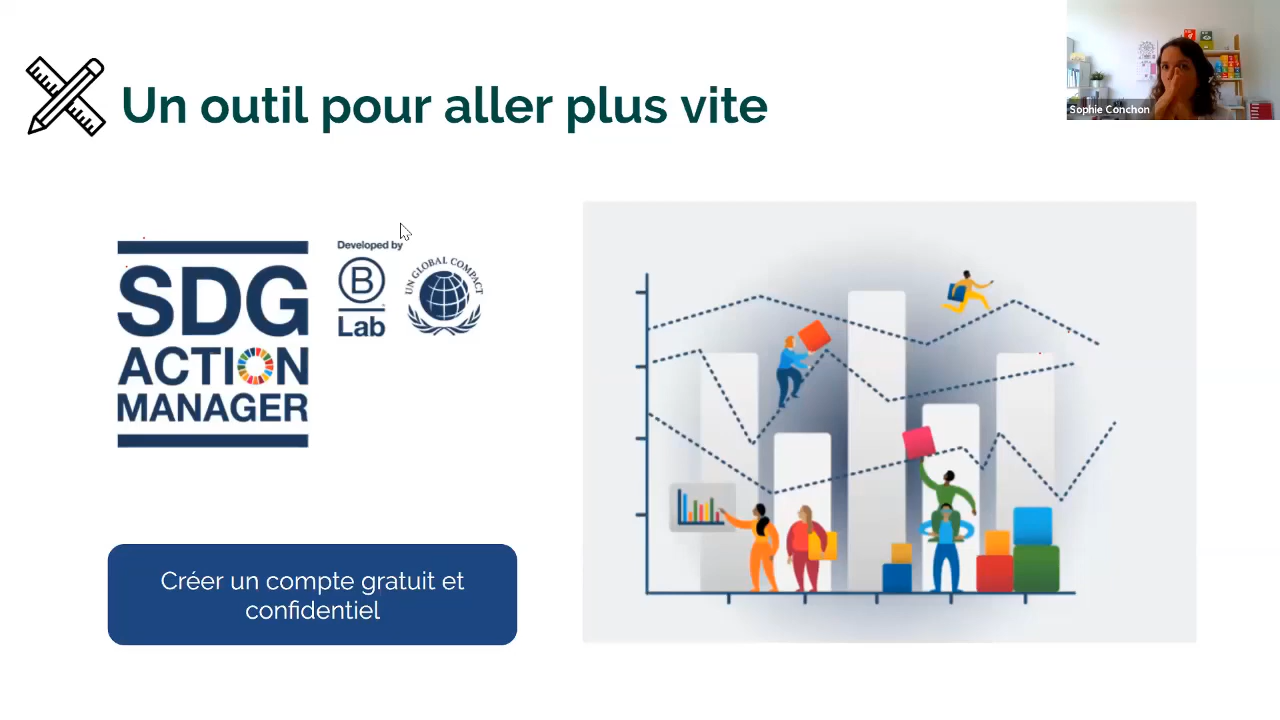 Un outil pour aller plus vite
Sophie Conchon
SDG
ACTION
MANAGER
Developed by
B
Lab
UN GLOBAL COMPACT
Créer un compte gratuit et
confidentiel